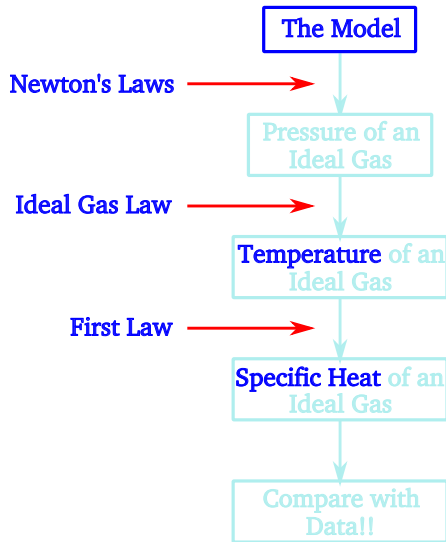 The Model
Newton's Laws
Pressure of an
Ideal Gas
Ideal Gas Law
Temperature of an
Ideal Gas
First Law
Specific Heat of an
Ideal Gas
Compare with
Data!!